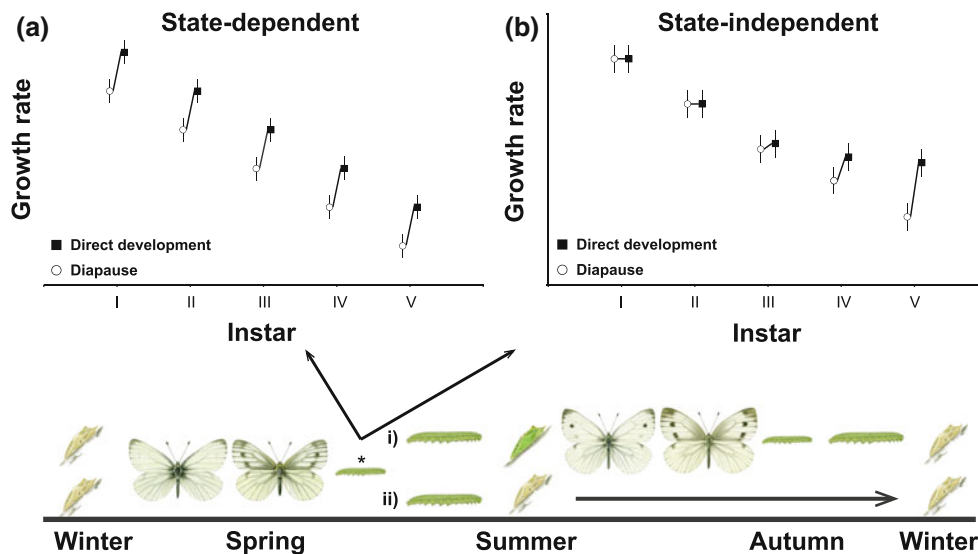 (a) State-dependent
Growth rate
■ Direct development
○ Diapause
I II III IV V
Instar
(b) State-independent
Growth rate
■ Direct development
○ Diapause
I II III IV V
Instar
i)
*
ii)
Winter Spring Summer Autumn Winter